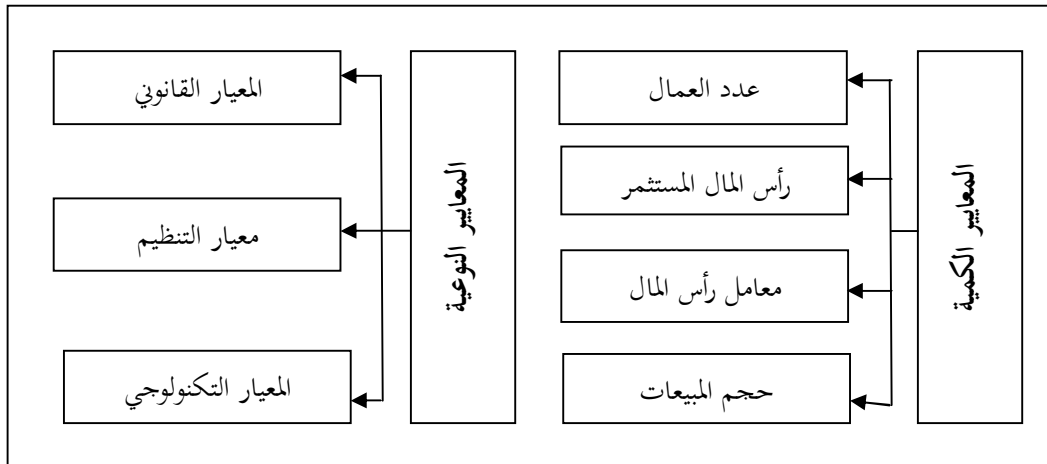 المعايير الكمية
عدد العمال
رأس المال المستثمر
معامل رأس المال
حجم المبيعات
المعايير النوعية
المعيار القانوني
معيار التنظيم
المعيار التكنولوجي